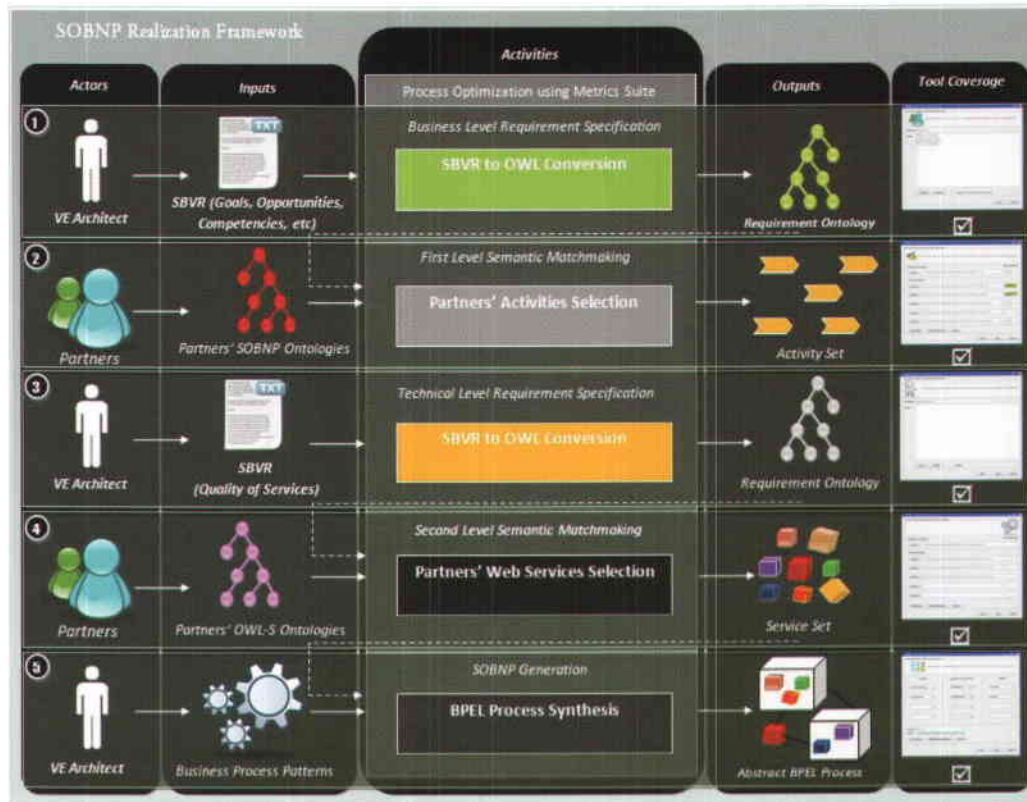 SOBNP Realization Framework
Actors
Inputs
Activities
Outputs
Tool Coverage
Process Optimization using Metrics Suite
1
VE Architect
TXT
SBVR (Goals, Opportunities,
Competencies, etc)
Business Level Requirement Specification
SBVR to OWL Conversion
Requirement Ontology
2
Partners
Partners' SOBNP Ontologies
First Level Semantic Matchmaking
Partners' Activities Selection
Activity Set
3
VE Architect
TXT
SBVR
(Quality of Services)
Technical Level Requirement Specification
SBVR to OWL Conversion
Requirement Ontology
4
Partners
Partners' OWL-S Ontologies
Second Level Semantic Matchmaking
Partners' Web Services Selection
Service Set
5
VE Architect
Business Process Patterns
SOBNP Generation
BPEL Process Synthesis
Abstract BPEL Process